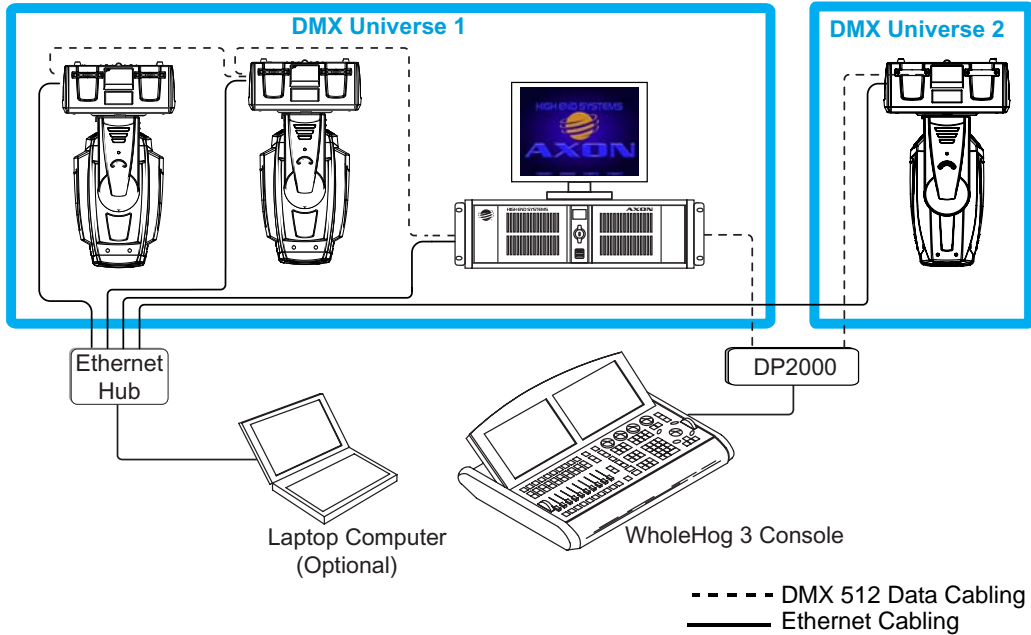 DMX Universe 1
DMX Universe 2
HIGH END SYSTEMS
AXON
HIGH END SYSTEMS
AXON
Ethernet
Hub
DP2000
Laptop Computer
(Optional)
WholeHog 3 Console
DMX 512 Data Cabling
Ethernet Cabling